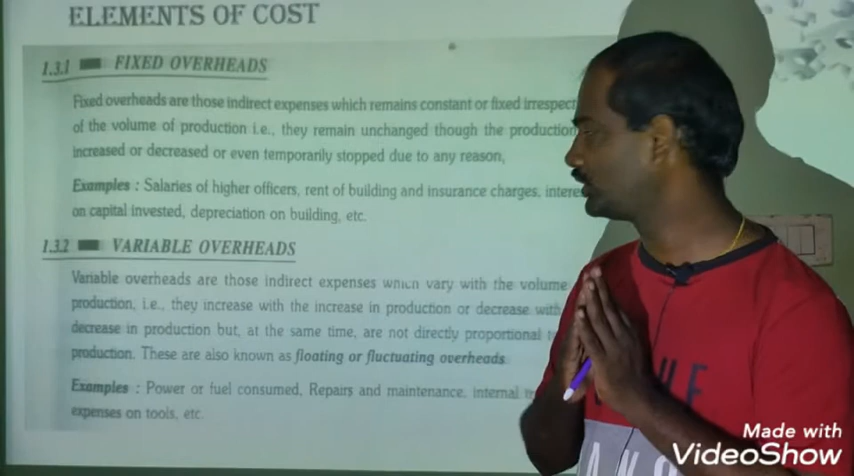 ELEMENTS OF COST
1.3.1 FIXED OVERHEADS
Fixed overheads are those indirect expenses which remains constant or fixed
of the volume of production i.e., they remain unchanged though the production
increased or decreased or even temporarily stopped due to any reason,
Examples : Salaries of higher officers, rent of building and insurance charges,
on capital invested, depreciation on building, etc.
1.3.2 VARIABLE OVERHEADS
Variable overheads are those indirect expenses which vary with the volume
production, i.e., they increase with the increase in production or decrease with
decrease in production but, at the same time, are not directly proportional
production. These are also known as floating or fluctuating overheads
Examples : Power or fuel consumed, Repairs and maintenance, Internal
expenses on tools, etc.
Made with
VideoShow